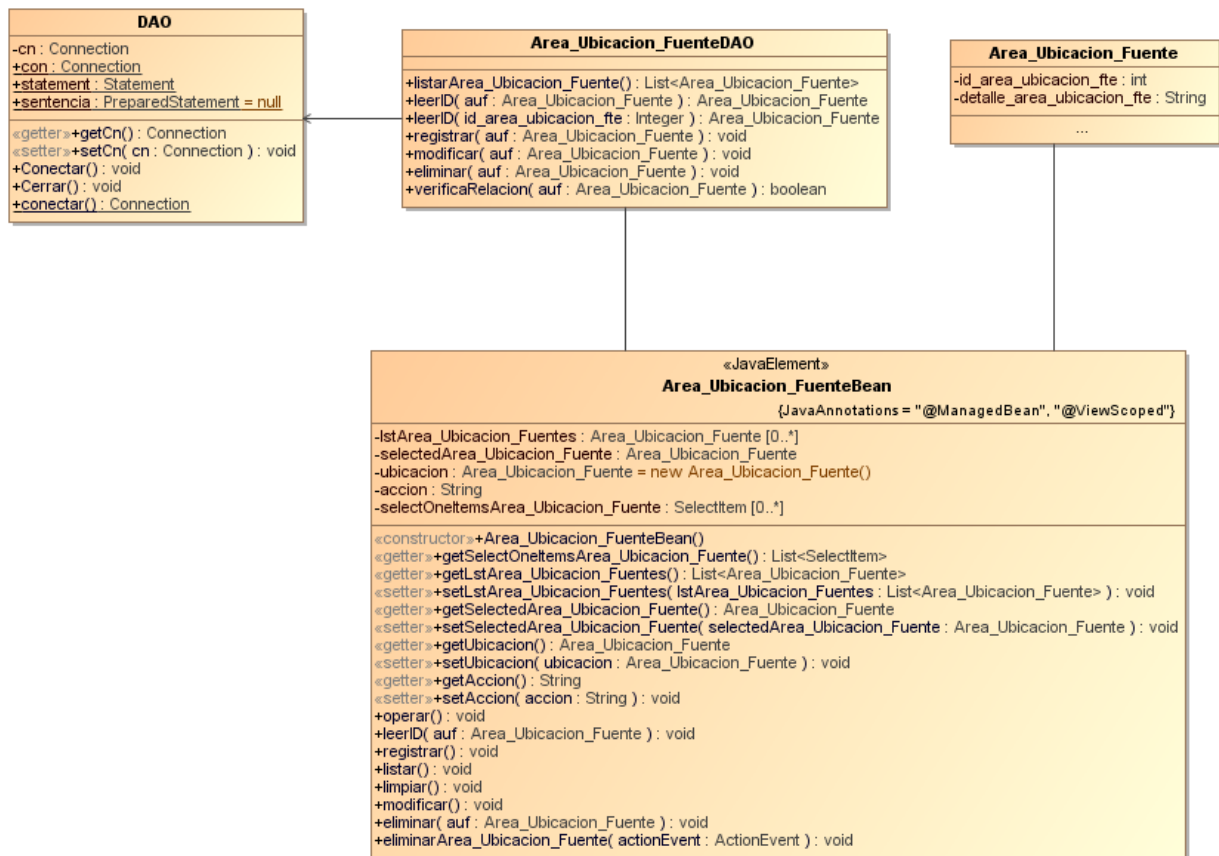 DAO
-cn : Connection
+con : Connection
+statement : Statement
+sentencia : PreparedStatement = null
«getter»+getCn() : Connection
«setter»+setCn( cn : Connection ) : void
+Conectar() : void
+Cerrar() : void
+conectar() : Connection
Area_Ubicacion_FuenteDAO
+listarArea_Ubicacion_Fuente() : List<Area_Ubicacion_Fuente>
+leerID( auf : Area_Ubicacion_Fuente ) : Area_Ubicacion_Fuente
+leerID( id_area_ubicacion_fte : Integer ) : Area_Ubicacion_Fuente
+registrar( auf : Area_Ubicacion_Fuente ) : void
+modificar( auf : Area_Ubicacion_Fuente ) : void
+eliminar( auf : Area_Ubicacion_Fuente ) : void
+verificaRelacion( auf : Area_Ubicacion_Fuente ) : boolean
Area_Ubicacion_Fuente
-id_area_ubicacion_fte : int
-detalle_area_ubicacion_fte : String
...
«JavaElement»
Area_Ubicacion_FuenteBean
{JavaAnnotations = "@ManagedBean", "@ViewScoped"}
-lstArea_Ubicacion_Fuentes : Area_Ubicacion_Fuente [0..*]
-selectedArea_Ubicacion_Fuente : Area_Ubicacion_Fuente
-ubicacion : Area_Ubicacion_Fuente = new Area_Ubicacion_Fuente()
-accion : String
-selectOneItemsArea_Ubicacion_Fuente : SelectItem [0..*]
«constructor»+Area_Ubicacion_FuenteBean()
«getter»+getSelectOneItemsArea_Ubicacion_Fuente() : List<SelectItem>
«getter»+getLstArea_Ubicacion_Fuentes() : List<Area_Ubicacion_Fuente>
«setter»+setLstArea_Ubicacion_Fuentes( lstArea_Ubicacion_Fuentes : List<Area_Ubicacion_Fuente> ) : void
«getter»+getSelectedArea_Ubicacion_Fuente() : Area_Ubicacion_Fuente
«setter»+setSelectedArea_Ubicacion_Fuente( selectedArea_Ubicacion_Fuente : Area_Ubicacion_Fuente ) : void
«getter»+getUbicacion() : Area_Ubicacion_Fuente
«setter»+setUbicacion( ubicacion : Area_Ubicacion_Fuente ) : void
«getter»+getAccion() : String
«setter»+setAccion( accion : String ) : void
+operar() : void
+leerID( auf : Area_Ubicacion_Fuente ) : void
+registrar() : void
+listar() : void
+limpiar() : void
+modificar() : void
+eliminar( auf : Area_Ubicacion_Fuente ) : void
+eliminarArea_Ubicacion_Fuente( actionEvent : ActionEvent ) : void